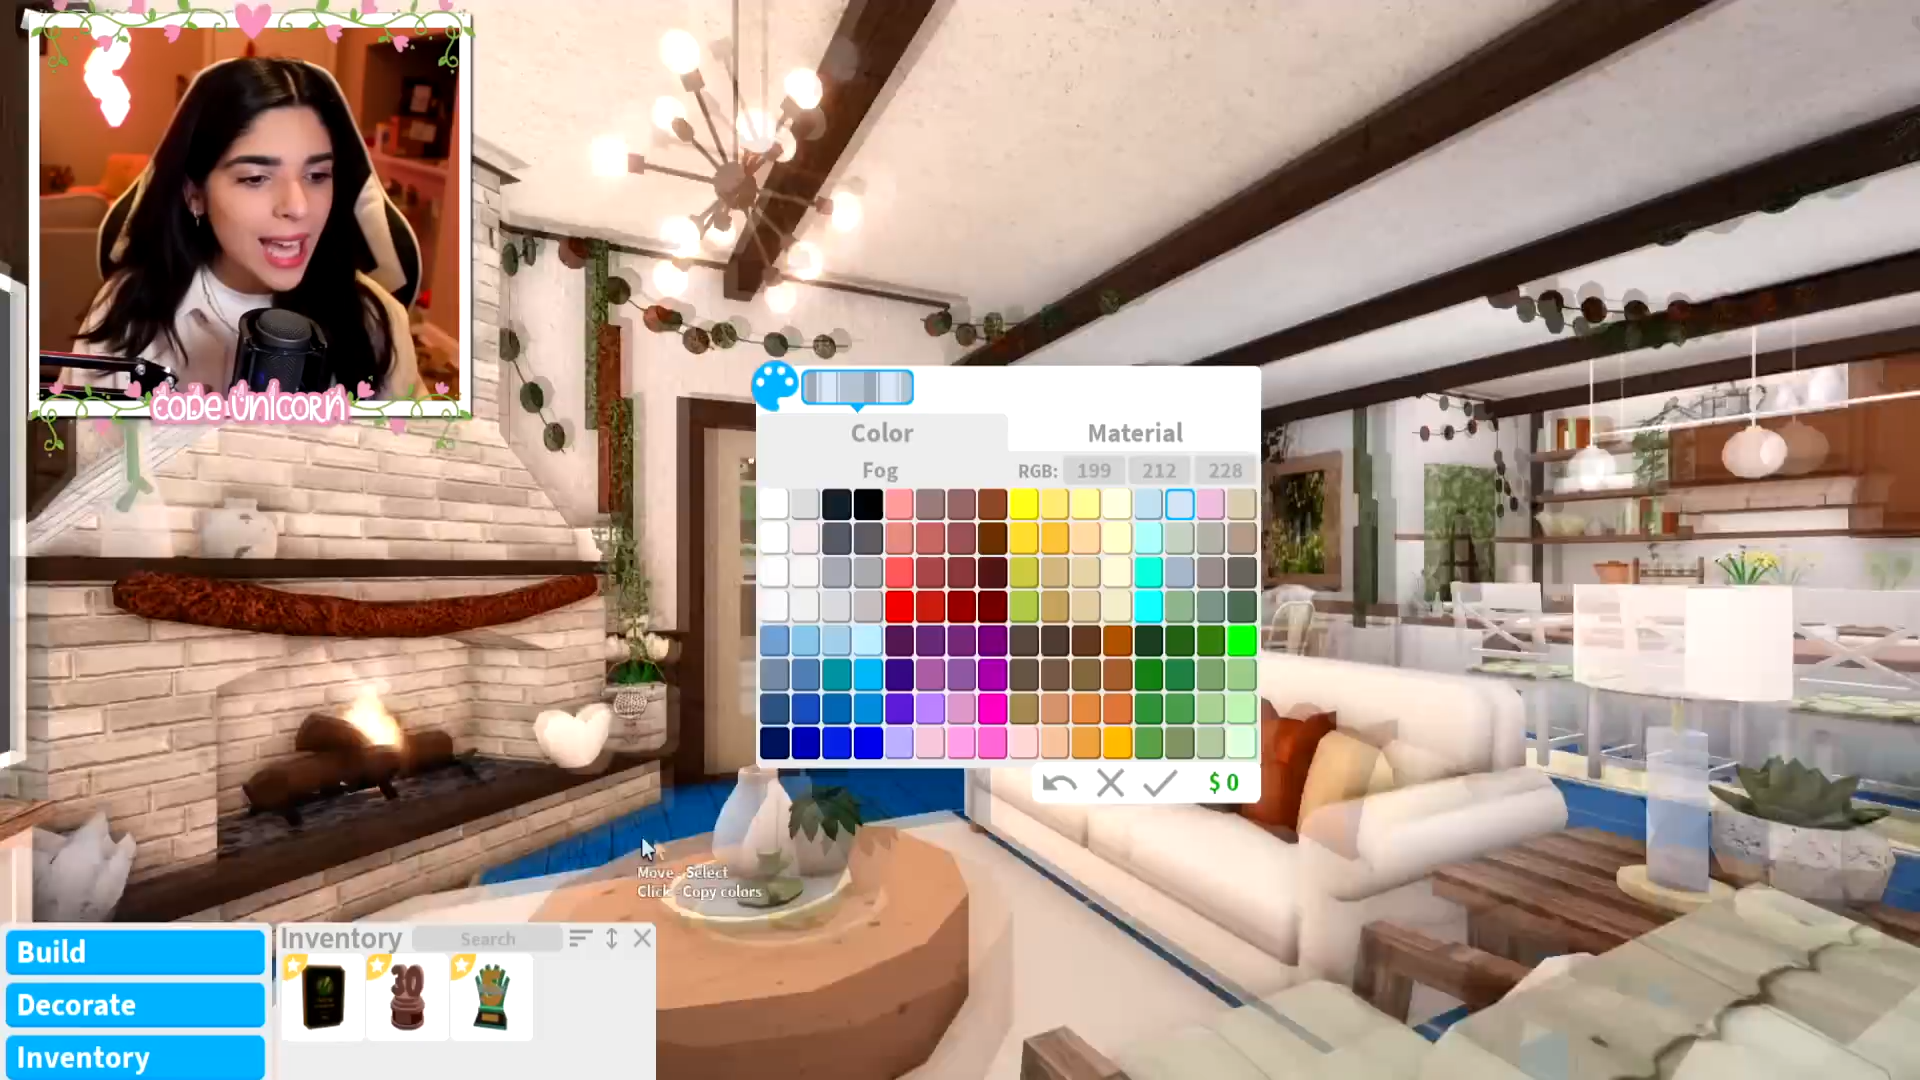 CODE UNICORN
Color
Material
Fog
RGB: 199 212 228
$ 0
Move - Select
Click - Copy colors
Build
Decorate
Inventory
Inventory
Search
30